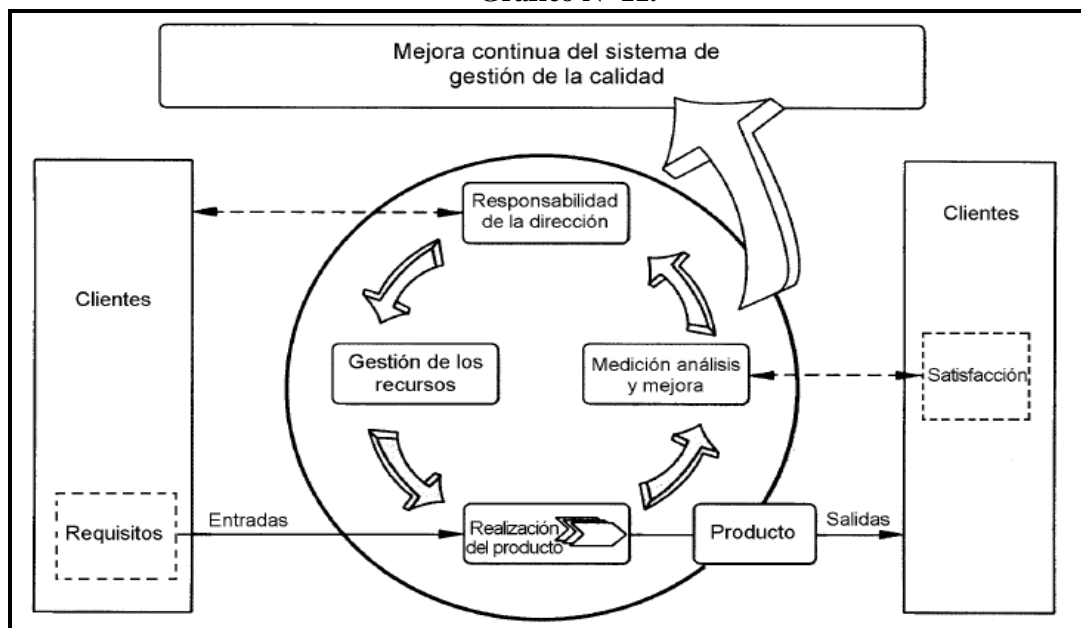 Mejora continua del sistema de
gestión de la calidad
Responsabilidad
de la dirección
Clientes
Clientes
Gestión de los
recursos
Medición análisis
y mejora
Satisfacción
Requisitos
Entradas
Realización
del producto
Producto
Salidas